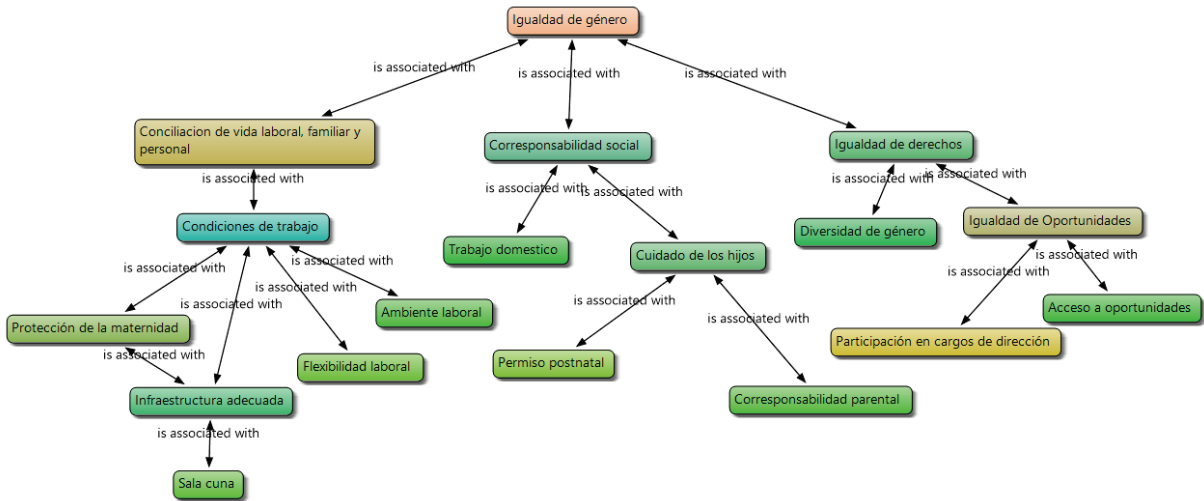 Igualdad de género
is associated with
is associated with
is associated with
Conciliacion de vida laboral, familiar y
personal
Corresponsabilidad social
Igualdad de derechos
is associated with
is associated with
is associated with
is associated with
is associated with
Condiciones de trabajo
Trabajo domestico
Cuidado de los hijos
Diversidad de género
Igualdad de Oportunidades
is associated with
is associated with
is associated with
is associated with
is associated with
is associated with
is associated with
is associated with
Protección de la maternidad
Ambiente laboral
Acceso a oportunidades
is associated with
Flexibilidad laboral
Permiso postnatal
Participación en cargos de dirección
Infraestructura adecuada
Corresponsabilidad parental
is associated with
Sala cuna